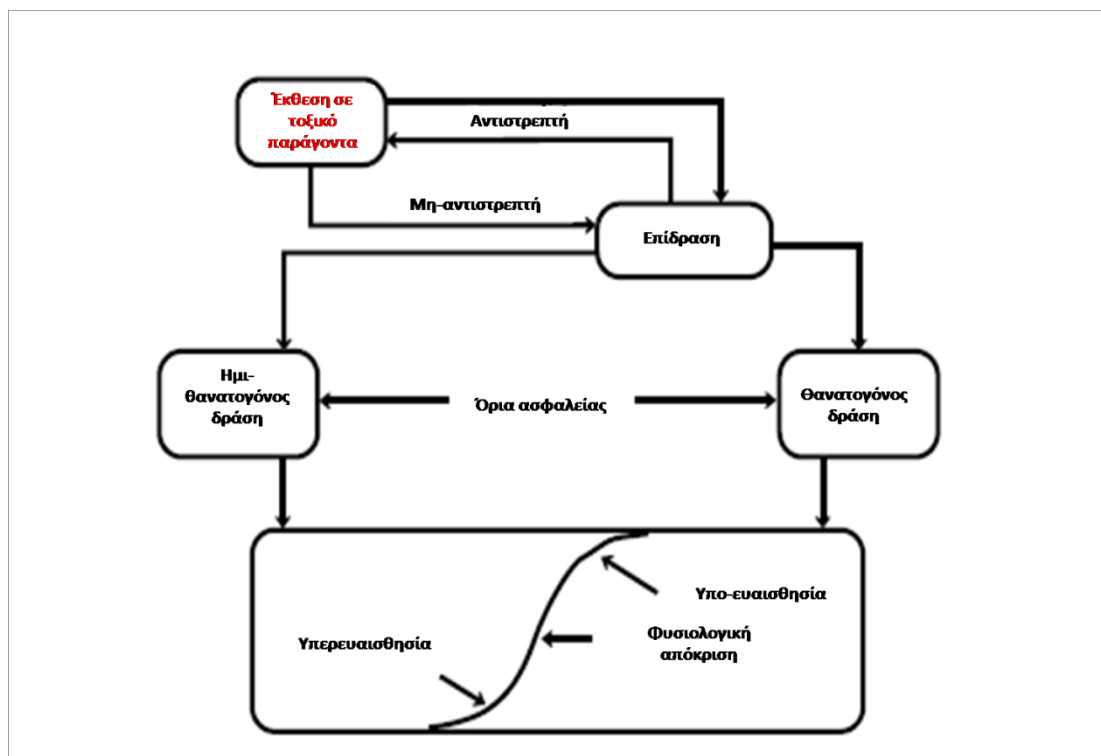 Έκθεση σε
τοξικό
παράγοντα
Αντιστρεπτή
Μη-αντιστρεπτή
Επίδραση
Ημι-
θανατογόνος
δράση
Όρια ασφαλείας
Θανατογόνος
δράση
Υπο-ευαισθησία
Υπερευαισθησία
Φυσιολογική
απόκριση